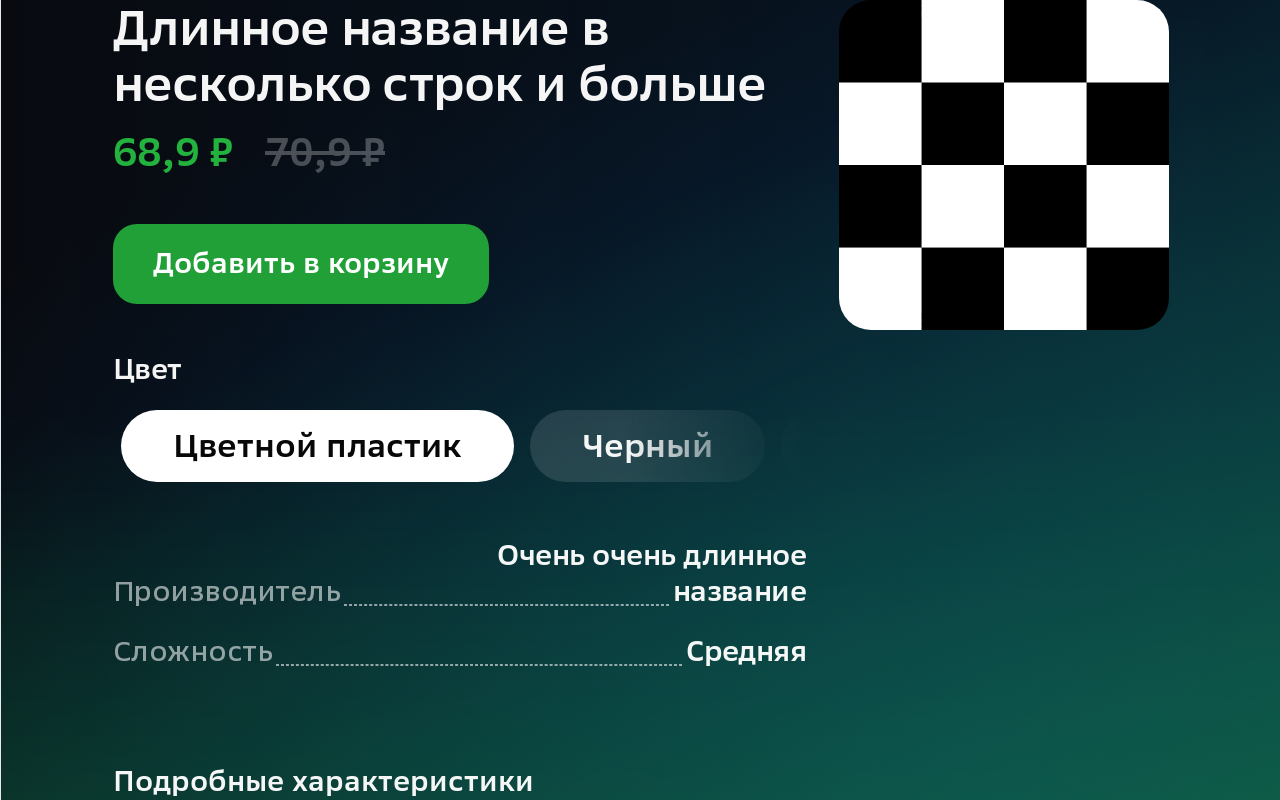 Длинное название в
несколько строк и больше
68,9 ₽ 70,9 ₽
Добавить в корзину
Цвет
Цветной пластик Черный
Очень очень длинное
Производитель название
Сложность Средняя
Подробные характеристики